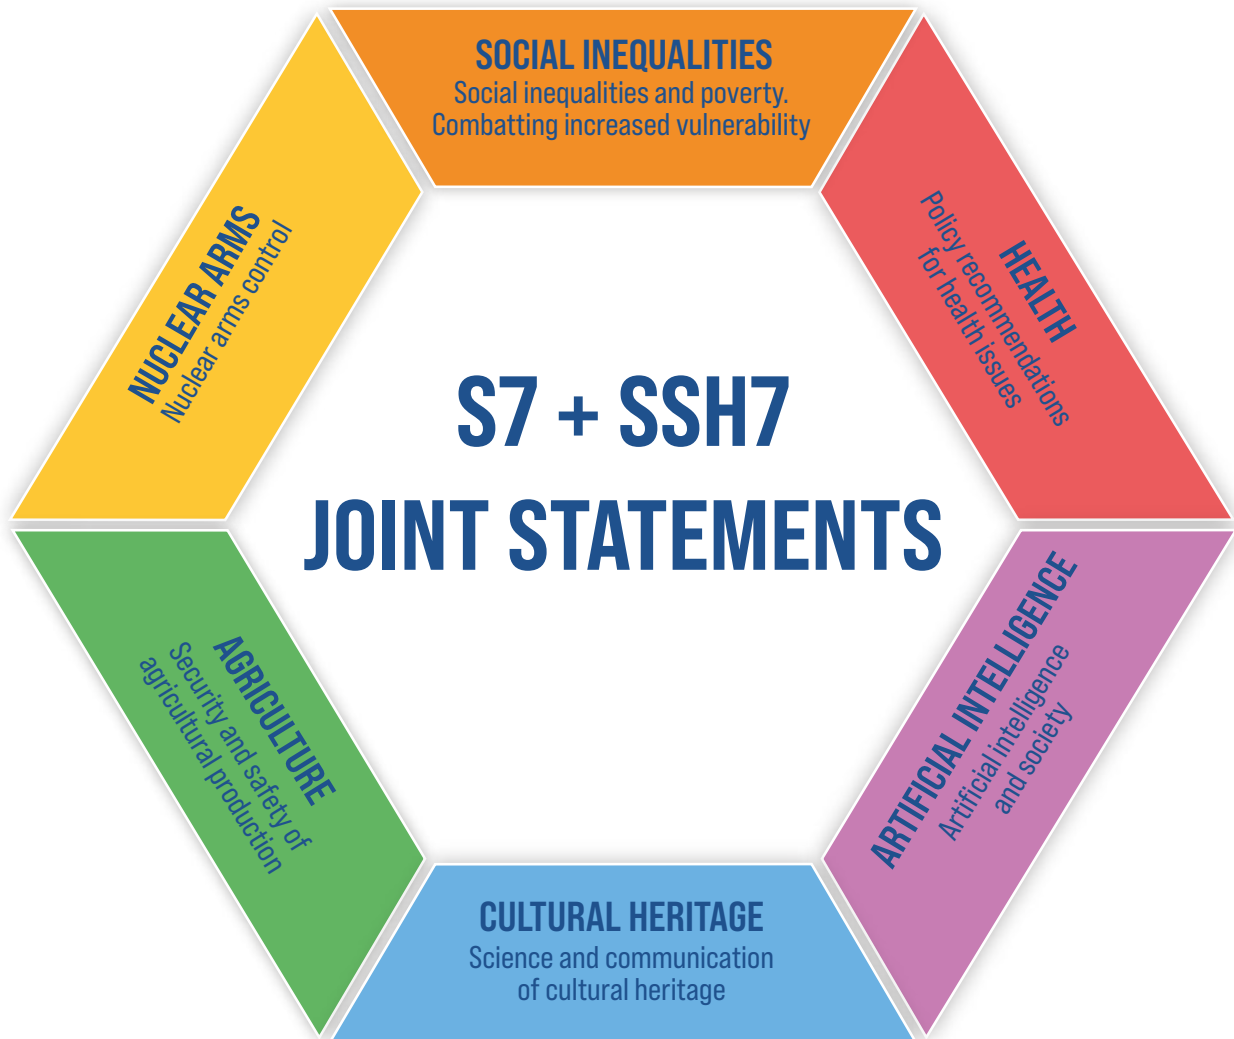 SOCIAL INEQUALITIES
Social inequalities and poverty.
Combatting increased vulnerability
HEALTH
Policy recommendations
for health issues
NUCLEAR ARMS
Nuclear arms control
S7 + SSH7
JOINT STATEMENTS
ARTIFICIAL INTELLIGENCE
Artificial intelligence
and society
AGRICULTURE
Security and safety of
agricultural production
CULTURAL HERITAGE
Science and communication
of cultural heritage